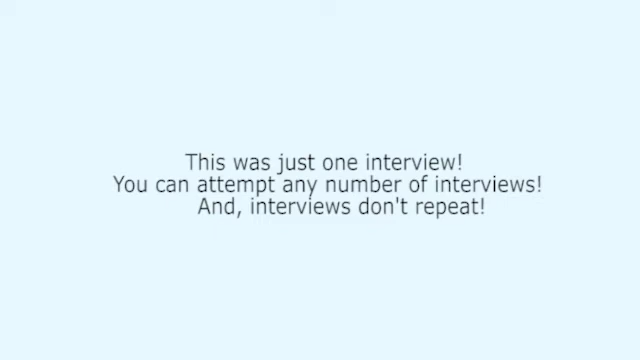 This was just one interview!
You can attempt any number of interviews!
And, interviews don't repeat!